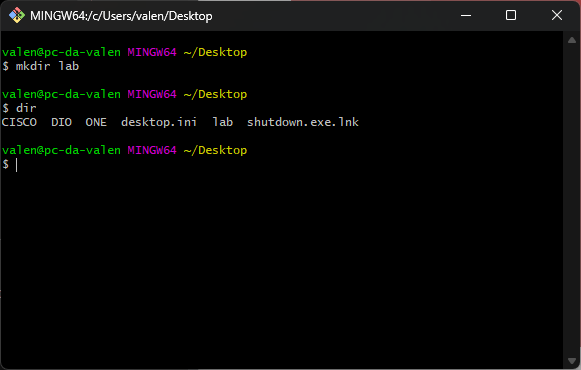 MINGW64:/c/Users/valen/Desktop
valen@pc-da-valen MINGW64 ~/Desktop
$ mkdir lab
valen@pc-da-valen MINGW64 ~/Desktop
$ dir
CISCO  DIO  ONE  desktop.ini  lab  shutdown.exe.lnk
valen@pc-da-valen MINGW64 ~/Desktop
$